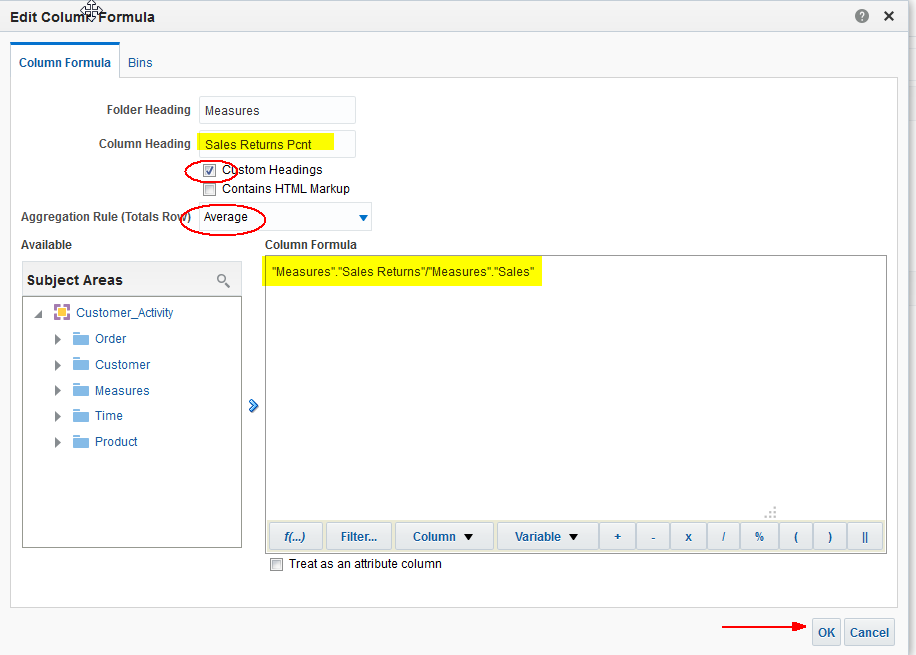 Edit Column Formula
Column Formula
Bins
Folder Heading
Measures
Column Heading
Sales Returns Pcnt
Custom Headings
Contains HTML Markup
Aggregation Rule (Totals Row)
Average
Available
Column Formula
Subject Areas
"Measures"."Sales Returns"/"Measures"."Sales"
Customer_Activity
Order
Customer
Measures
Time
Product
f(...)
Filter...
Column
Variable
+
-
x
/
%
(
)
||
Treat as an attribute column
OK
Cancel